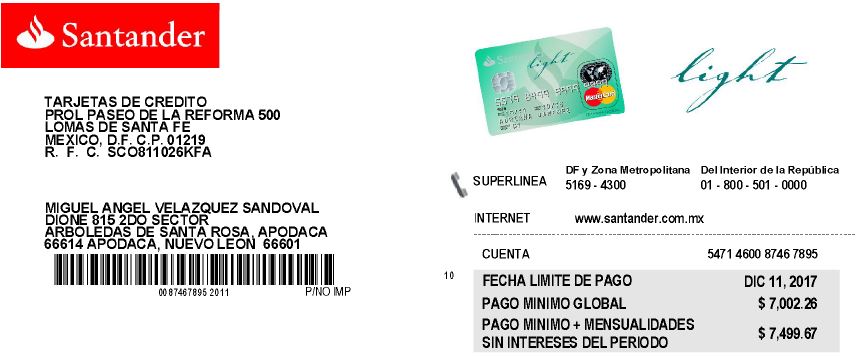 Santander
TARJETAS DE CREDITO
PROL PASEO DE LA REFORMA 500
LOMAS DE SANTA FE
MEXICO, D.F. C.P. 01219
R. F. C. SCO811026KFA
MIGUEL ANGEL VELAZQUEZ SANDOVAL
DIONE 815 2DO SECTOR
ARBOLEDAS DE SANTA ROSA, APODACA
66614 APODACA, NUEVO LEON 66601
0087467895 2011 P/NO IMP
Santander light
MasterCard
light
DF y Zona Metropolitana Del Interior de la República
SUPERLINEA 5169 - 4300 01 - 800 - 501 - 0000
INTERNET www.santander.com.mx
CUENTA 5471 4600 8746 7895
10 FECHA LIMITE DE PAGO DIC 11, 2017
PAGO MINIMO GLOBAL $ 7,002.26
PAGO MINIMO + MENSUALIDADES
SIN INTERESES DEL PERIODO $ 7,499.67